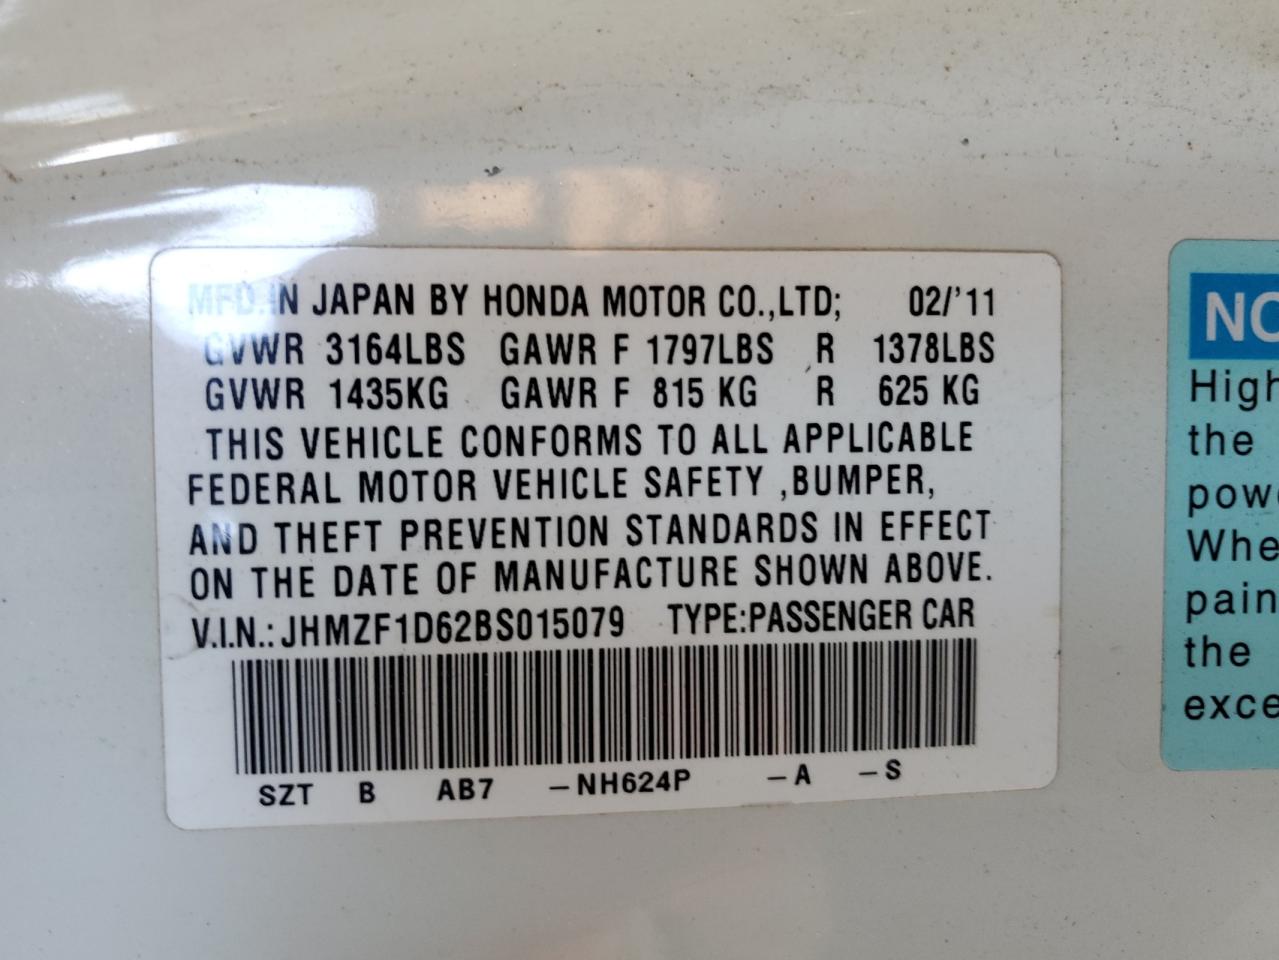 MFD.IN JAPAN BY HONDA MOTOR CO.,LTD; 02/'11
GVWR 3164LBS GAWR F 1797LBS R 1378LBS
GVWR 1435KG GAWR F 815 KG R 625 KG
THIS VEHICLE CONFORMS TO ALL APPLICABLE
FEDERAL MOTOR VEHICLE SAFETY ,BUMPER,
AND THEFT PREVENTION STANDARDS IN EFFECT
ON THE DATE OF MANUFACTURE SHOWN ABOVE.
V.I.N.: JHMZF1D62BS015079 TYPE:PASSENGER CAR
SZT B AB7 –NH624P –A –S
High
the
pow
Whe
pain
the
exce